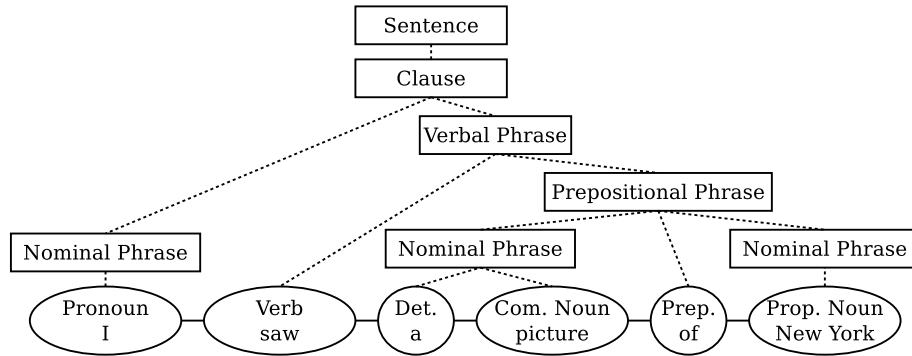 Sentence
Clause
Verbal Phrase
Prepositional Phrase
Nominal Phrase
Nominal Phrase
Nominal Phrase
Pronoun
I
Verb
saw
Det.
a
Com. Noun
picture
Prep.
of
Prop. Noun
New York